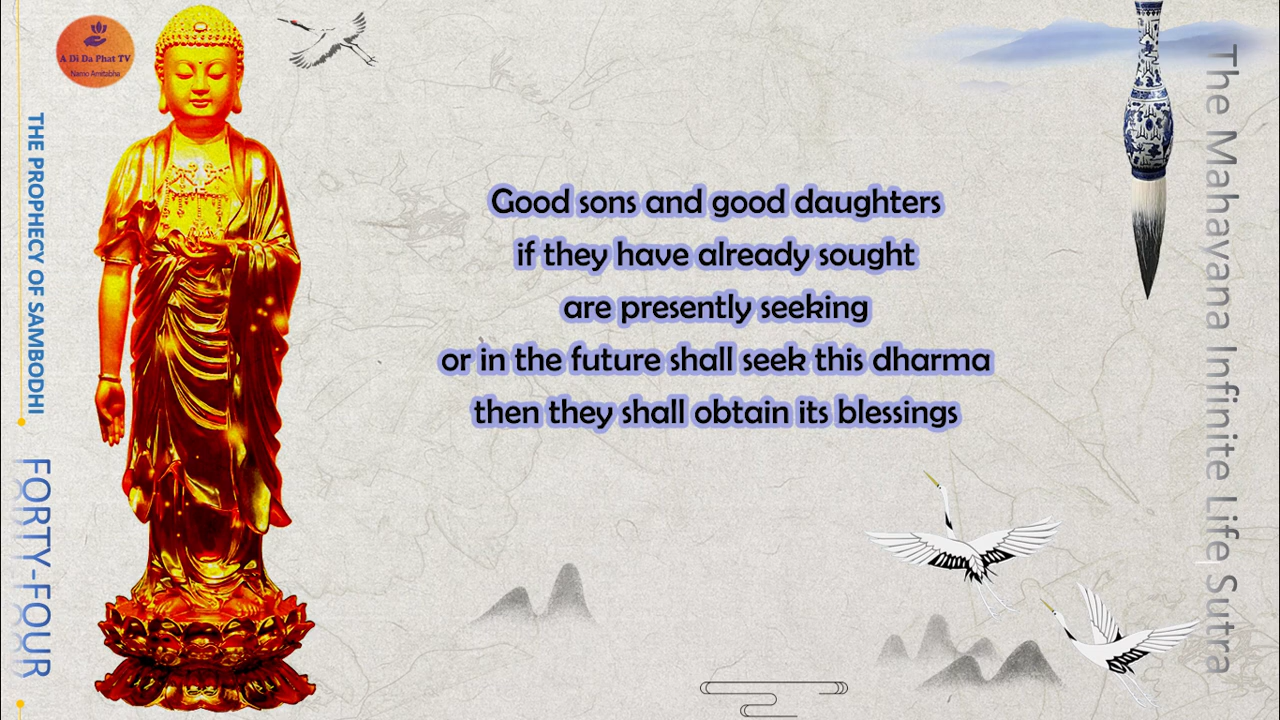 A Di Da Phat TV
Namo Amitabha
THE PROPHECY OF SAMBODHI
FORTY-FOUR
Good sons and good daughters
if they have already sought
are presently seeking
or in the future shall seek this dharma
then they shall obtain its blessings
The Mahayana Infinite Life Sutra